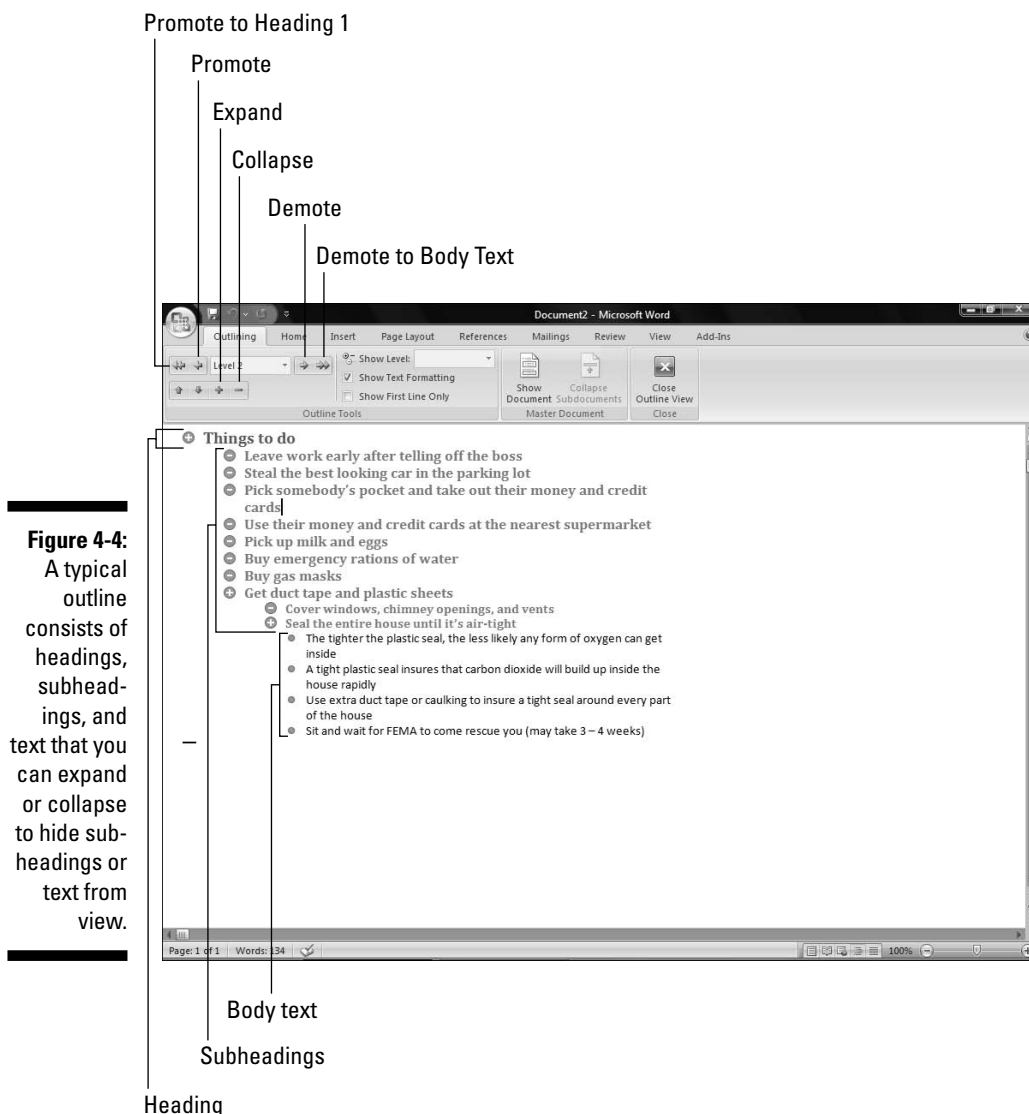 Promote to Heading 1
Promote
Expand
Collapse
Demote
Demote to Body Text
Document2 - Microsoft Word
Outlining Home Insert Page Layout References Mailings Review View Add-Ins
Level 2
Show Level:
Show Text Formatting
Show First Line Only
Outline Tools
Show Document
Collapse Subdocuments
Master Document
Close Outline View
Close
Things to do
Leave work early after telling off the boss
Steal the best looking car in the parking lot
Pick somebody's pocket and take out their money and credit
cards
Use their money and credit cards at the nearest supermarket
Pick up milk and eggs
Buy emergency rations of water
Buy gas masks
Get duct tape and plastic sheets
Cover windows, chimney openings, and vents
Seal the entire house until it's air-tight
The tighter the plastic seal, the less likely any form of oxygen can get
inside
A tight plastic seal insures that carbon dioxide will build up inside the
house rapidly
Use extra duct tape or caulking to insure a tight seal around every part
of the house
Sit and wait for FEMA to come rescue you (may take 3 – 4 weeks)
Page: 1 of 1 Words: 134 100%
Figure 4-4:
A typical
outline
consists of
headings,
subhead-
ings, and
text that you
can expand
or collapse
to hide sub-
headings or
text from
view.
Body text
Subheadings
Heading